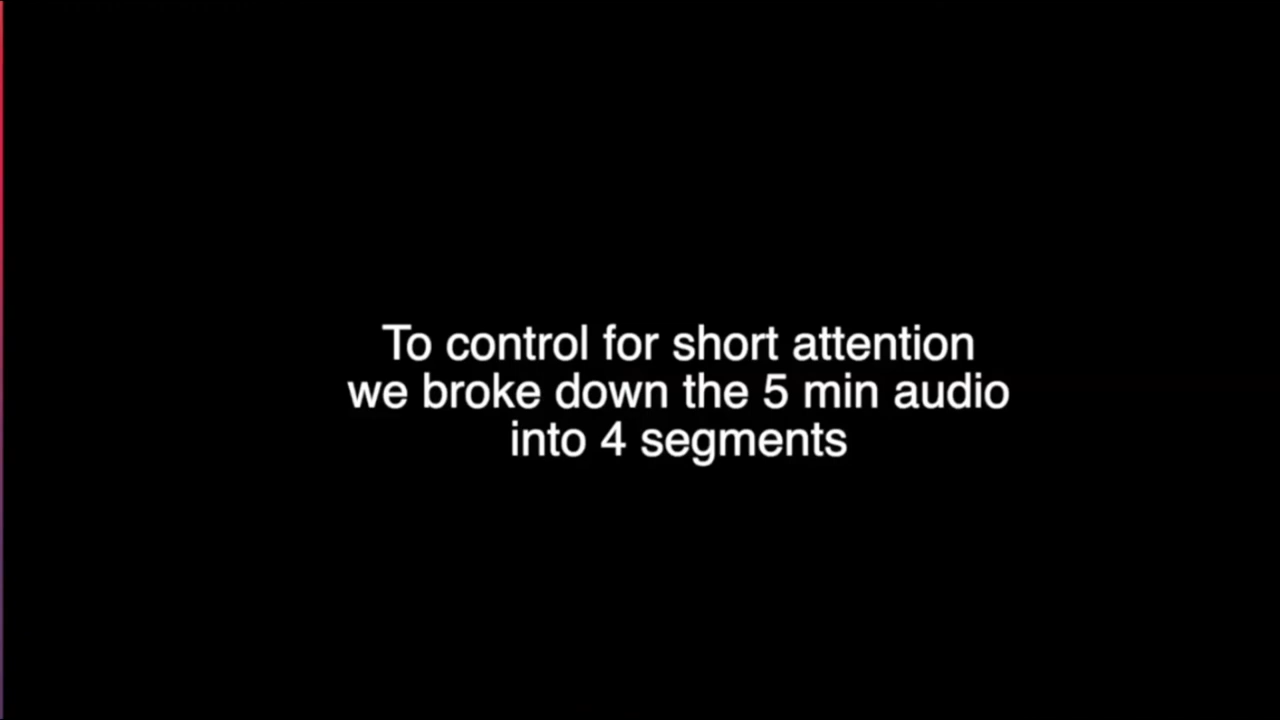 To control for short attention
we broke down the 5 min audio
into 4 segments